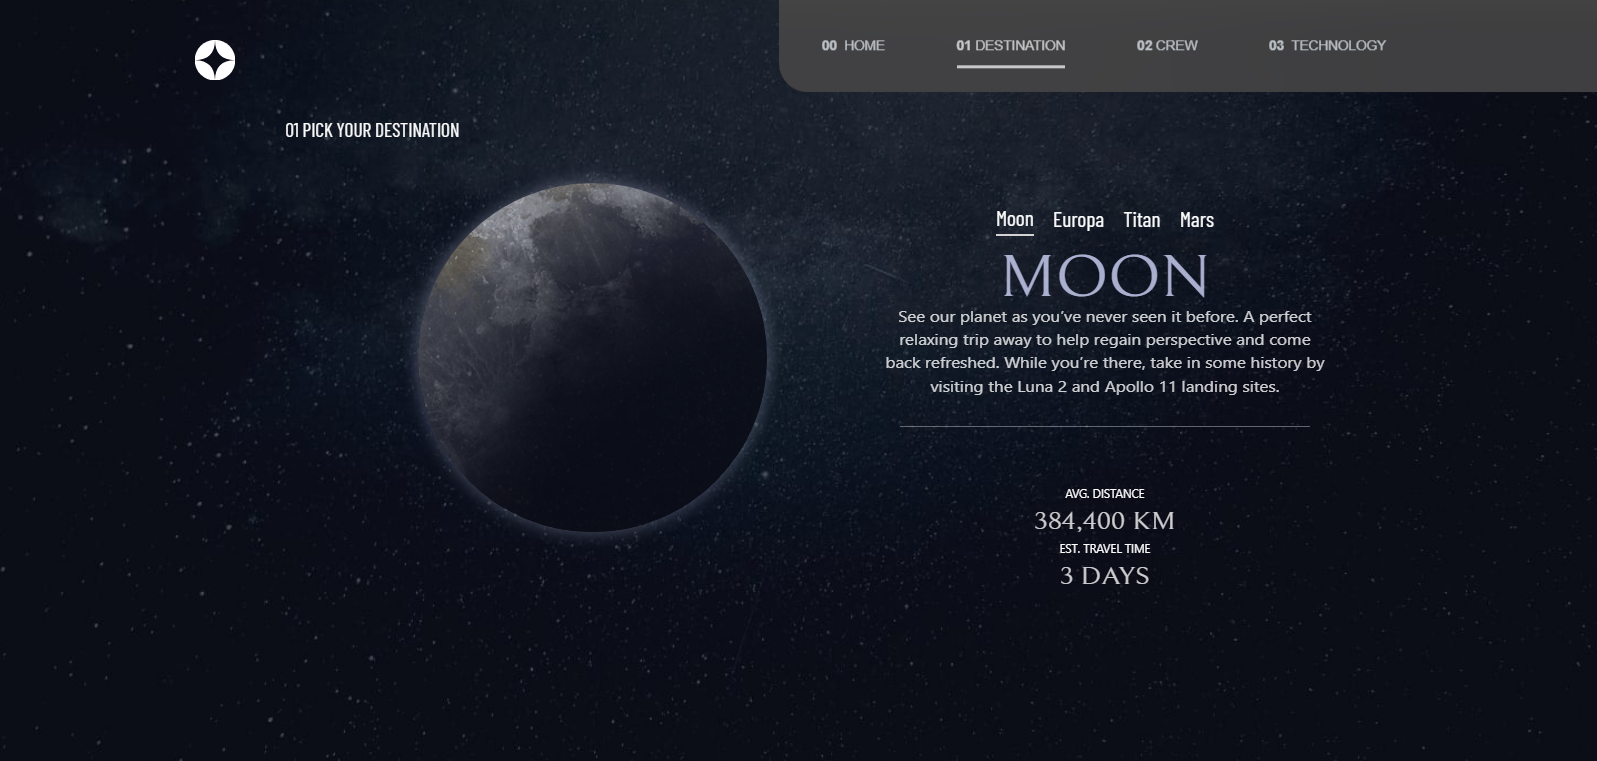 00 HOME
01 DESTINATION
02 CREW
03 TECHNOLOGY
01 PICK YOUR DESTINATION
Moon Europa Titan Mars
MOON
See our planet as you’ve never seen it before. A perfect
relaxing trip away to help regain perspective and come
back refreshed. While you’re there, take in some history by
visiting the Luna 2 and Apollo 11 landing sites.
AVG. DISTANCE
384,400 KM
EST. TRAVEL TIME
3 DAYS